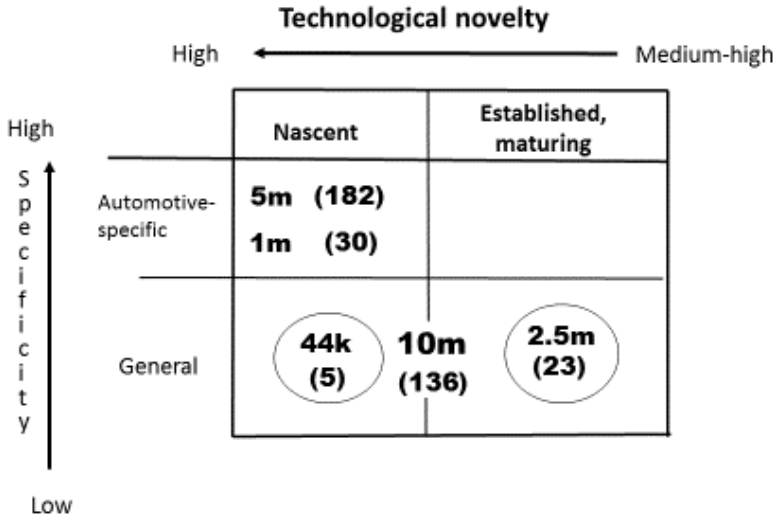 Technological novelty
High
Medium-high
High
Nascent
Established,
maturing
Specificity
Automotive-
specific
5m (182)
1m (30)
General
44k
(5)
10m
(136)
2.5m
(23)
Low